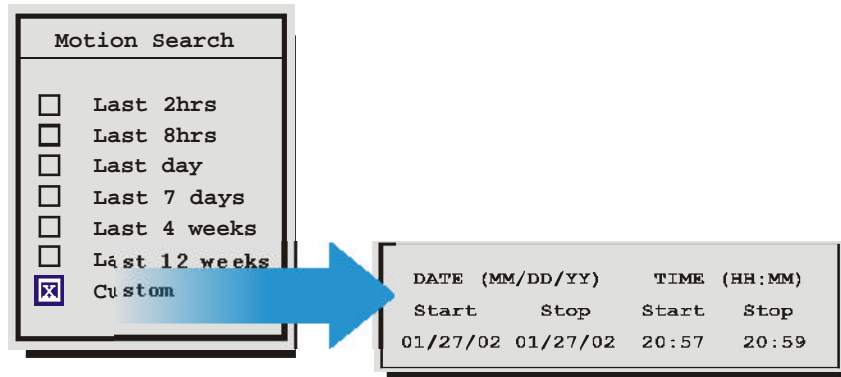 Motion Search
Last 2hrs
Last 8hrs
Last day
Last 7 days
Last 4 weeks
Last 12 weeks
X Custom
DATE (MM/DD/YY) TIME (HH:MM)
Start Stop Start Stop
01/27/02 01/27/02 20:57 20:59